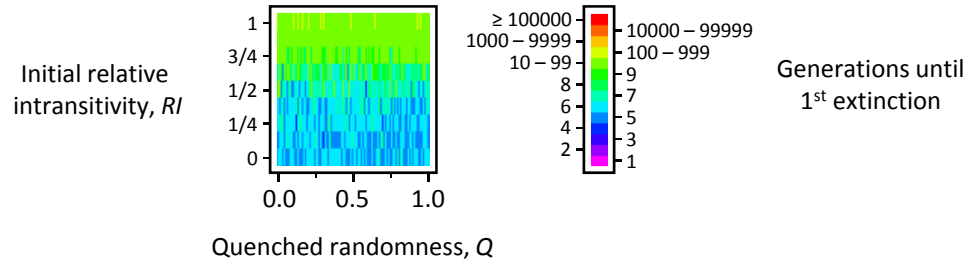 Initial relative
intransitivity, RI
1
3/4
1/2
1/4
0
0.0 0.5 1.0
Quenched randomness, Q
≥ 100000
10000 – 99999
1000 – 9999
100 - 999
10 – 99
9
8
7
6
5
4
3
2
1
Generations until
1st extinction